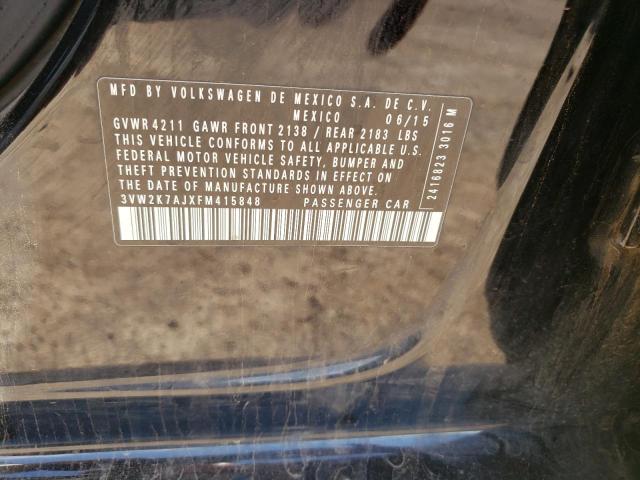 MFD BY VOLKSWAGEN DE MEXICO S.A. DE C.V.
MEXICO 06/15
GVWR 4211 GAWR FRONT 2138 / REAR 2183 LBS
THIS VEHICLE CONFORMS TO ALL APPLICABLE U.S.
FEDERAL MOTOR VEHICLE SAFETY, BUMPER AND
THEFT PREVENTION STANDARDS IN EFFECT ON
THE DATE OF MANUFACTURE SHOWN ABOVE.
3VW2K7AJXFM415848 PASSENGER CAR
2416823 3016 M